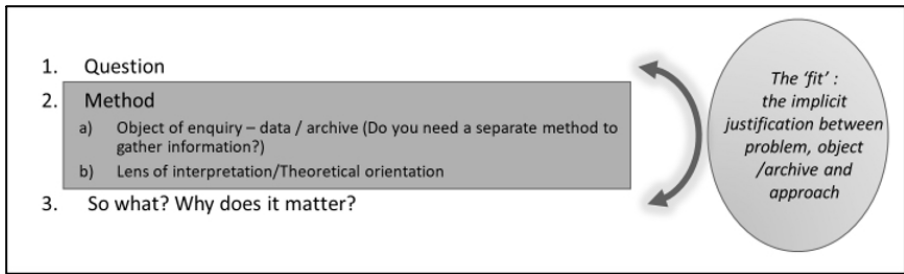 1. Question
2. Method
a) Object of enquiry – data / archive (Do you need a separate method to
gather information?)
b) Lens of interpretation/Theoretical orientation
3. So what? Why does it matter?
The 'fit' :
the implicit
justification between
problem, object
/archive and
approach